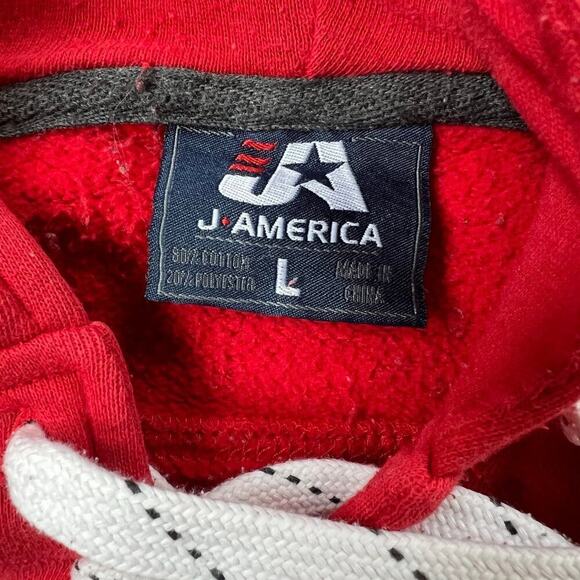 JA
J AMERICA
80% COTTON
20% POLYESTER
L
MADE IN
CHINA